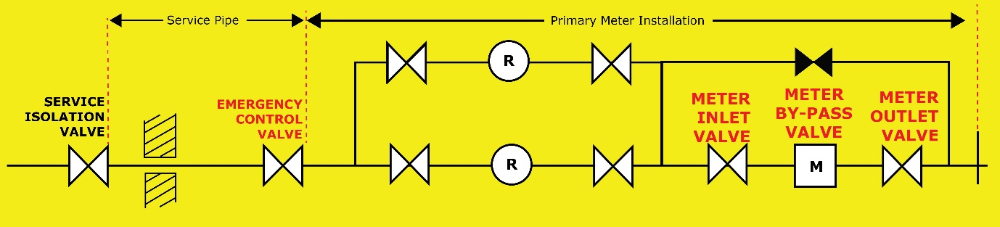 Service Pipe
Primary Meter Installation
SERVICE
ISOLATION
VALVE
EMERGENCY
CONTROL
VALVE
R
R
METER
INLET
VALVE
METER
BY-PASS
VALVE
METER
OUTLET
VALVE
M